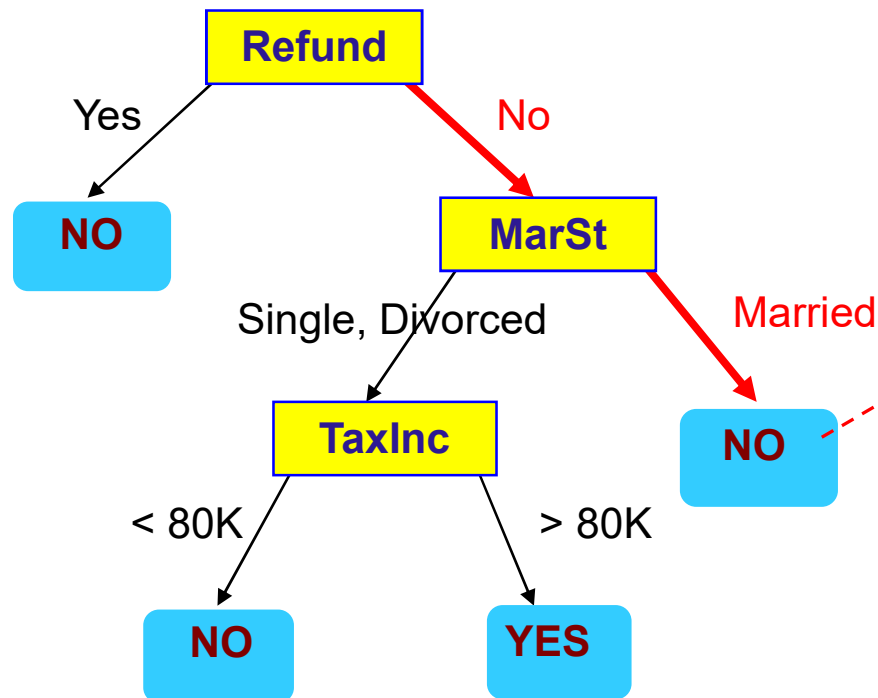 Refund
Yes
No
NO
MarSt
Single, Divorced
Married
TaxInc
NO
< 80K
> 80K
NO
YES